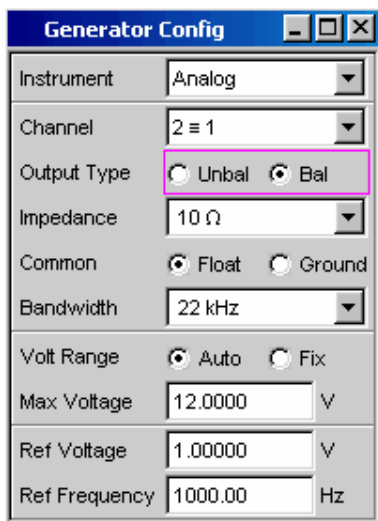 Generator Config
Instrument Analog
Channel 2 ≡ 1
Output Type Unbal Bal
Impedance 10 Ω
Common Float Ground
Bandwidth 22 kHz
Volt Range Auto Fix
Max Voltage 12.0000 V
Ref Voltage 1.00000 V
Ref Frequency 1000.00 Hz